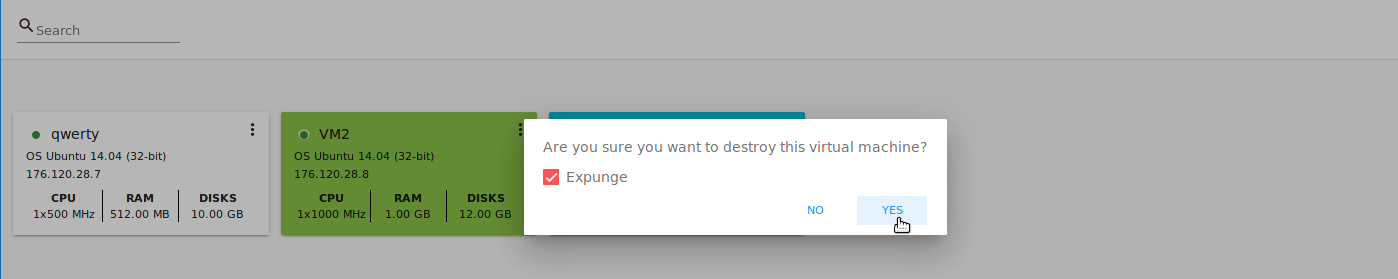 Search
qwerty
OS Ubuntu 14.04 (32-bit)
176.120.28.7
CPU RAM DISKS
1x500 MHz 512.00 MB 10.00 GB
VM2
OS Ubuntu 14.04 (32-bit)
176.120.28.8
CPU RAM DISKS
1x1000 MHz 1.00 GB 12.00 GB
Are you sure you want to destroy this virtual machine?
Expunge
NO YES